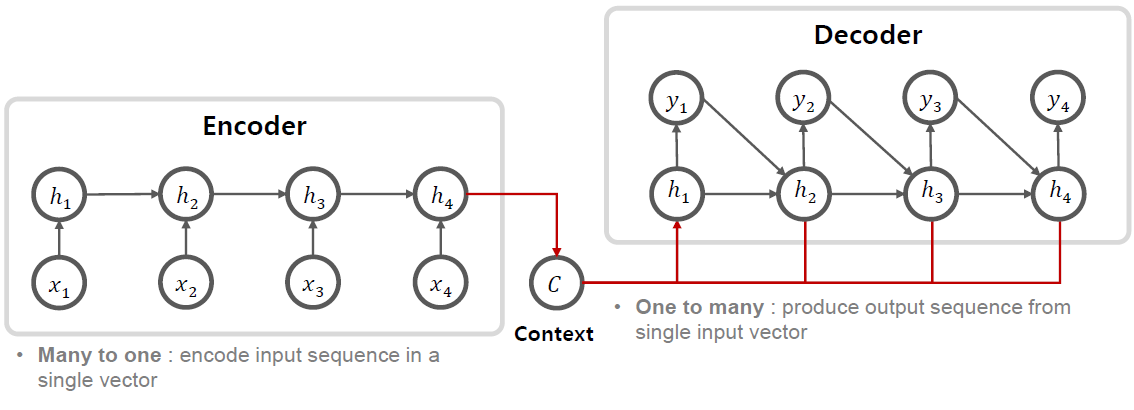 Decoder
y1 y2 y3 y4
Encoder
h1 h2 h3 h4
h1 h2 h3 h4
x1 x2 x3 x4
C
Context
• One to many : produce output sequence from
single input vector
• Many to one : encode input sequence in a
single vector